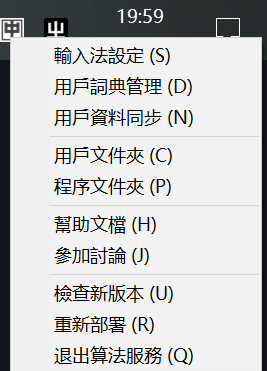 19:59
中
㞢
輸入法設定 (S)
用戶詞典管理 (D)
用戶資料同步 (N)
用戶文件夾 (C)
程序文件夾 (P)
幫助文檔 (H)
參加討論 (J)
檢查新版本 (U)
重新部署 (R)
退出算法服務 (Q)